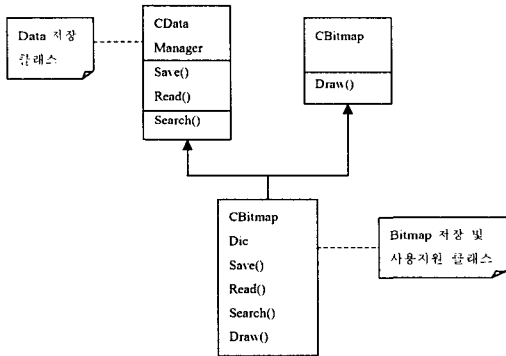 Data 저장
클래스
CData
Manager
Save()
Read()
Search()
CBitmap
Draw()
CBitmap
Dic
Save()
Read()
Search()
Draw()
Bitmap 저장 및
사용지원 클래스